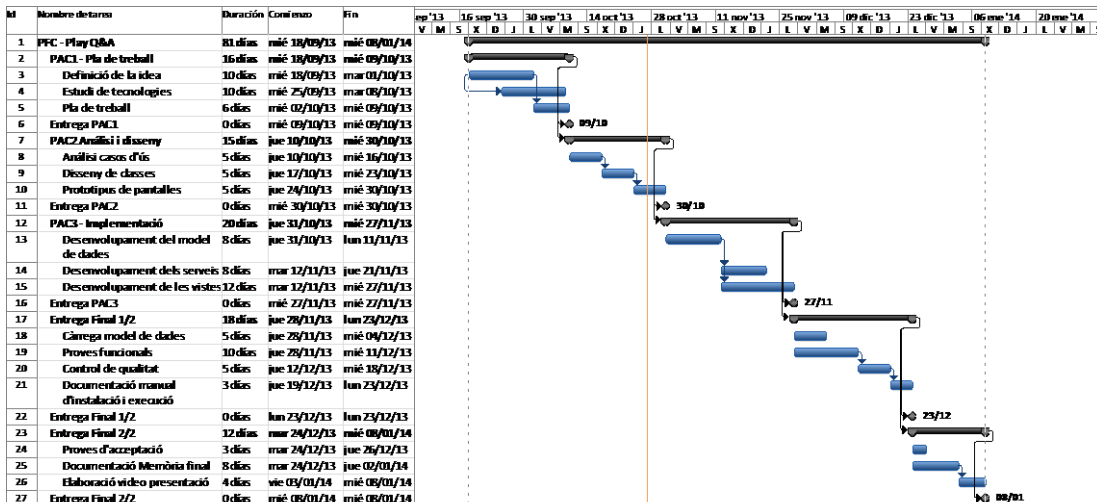 Id Nombre de tarea Duración Comienzo Fin
ep '13 16 sep '13 30 sep '13 14 oct '13 28 oct '13 11 nov '13 25 nov '13 09 dic '13 23 dic '13 06 ene '14 20 ene '14
V M S X D J L V M S X D J L V M S X D J L V M S X D J L V M S
1 PFC - Play Q&A 81 días mié 18/09/13 mié 08/01/14
2 PAC1 - Pla de treball 16 días mié 18/09/13 mié 09/10/13
3 Definició de la idea 10 días mié 18/09/13 mar 01/10/13
4 Estudi de tecnologies 10 días mié 25/09/13 mar 08/10/13
5 Pla de treball 6 días mié 02/10/13 mié 09/10/13
6 Entrega PAC1 0 días mié 09/10/13 mié 09/10/13 09/10
7 PAC2 Anàlisi i disseny 15 días jue 10/10/13 mié 30/10/13
8 Anàlisi casos d'ús 5 días jue 10/10/13 mié 16/10/13
9 Disseny de classes 5 días jue 17/10/13 mié 23/10/13
10 Prototipus de pantalles 5 días jue 24/10/13 mié 30/10/13
11 Entrega PAC2 0 días mié 30/10/13 mié 30/10/13 30/10
12 PAC3 - Implementació 20 días jue 31/10/13 mié 27/11/13
13 Desenvolupament del model 8 días jue 31/10/13 lun 11/11/13
de dades
14 Desenvolupament dels serveis 8 días mar 12/11/13 jue 21/11/13
15 Desenvolupament de les vistes 12 días mar 12/11/13 mié 27/11/13
16 Entrega PAC3 0 días mié 27/11/13 mié 27/11/13 27/11
17 Entrega Final 1/2 18 días jue 28/11/13 lun 23/12/13
18 Càrrega model de dades 5 días jue 28/11/13 mié 04/12/13
19 Proves funcionals 10 días jue 28/11/13 mié 11/12/13
20 Control de qualitat 5 días jue 12/12/13 mié 18/12/13
21 Documentació manual 3 días jue 19/12/13 lun 23/12/13
d'instalació i execució
22 Entrega Final 1/2 0 días lun 23/12/13 lun 23/12/13 23/12
23 Entrega Final 2/2 12 días mar 24/12/13 mié 08/01/14
24 Proves d'acceptació 3 días mar 24/12/13 jue 26/12/13
25 Documentació Memòria final 8 días mar 24/12/13 jue 02/01/14
26 Elaboració video presentació 4 días vie 03/01/14 mié 08/01/14
27 Entrega Final 2/2 0 días mié 08/01/14 mié 08/01/14 08/01